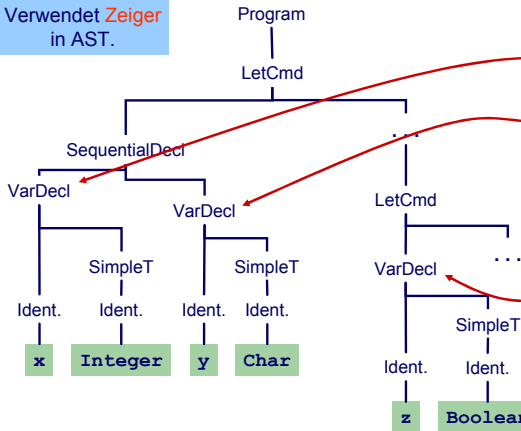 Verwendet Zeiger
in AST.
Program
LetCmd
SequentialDecl
...
VarDecl
VarDecl
LetCmd
SimpleT
SimpleT
VarDecl
...
Ident.
Ident.
Ident.
Ident.
SimpleT
x
Integer
y
Char
Ident.
Ident.
z
Boolean